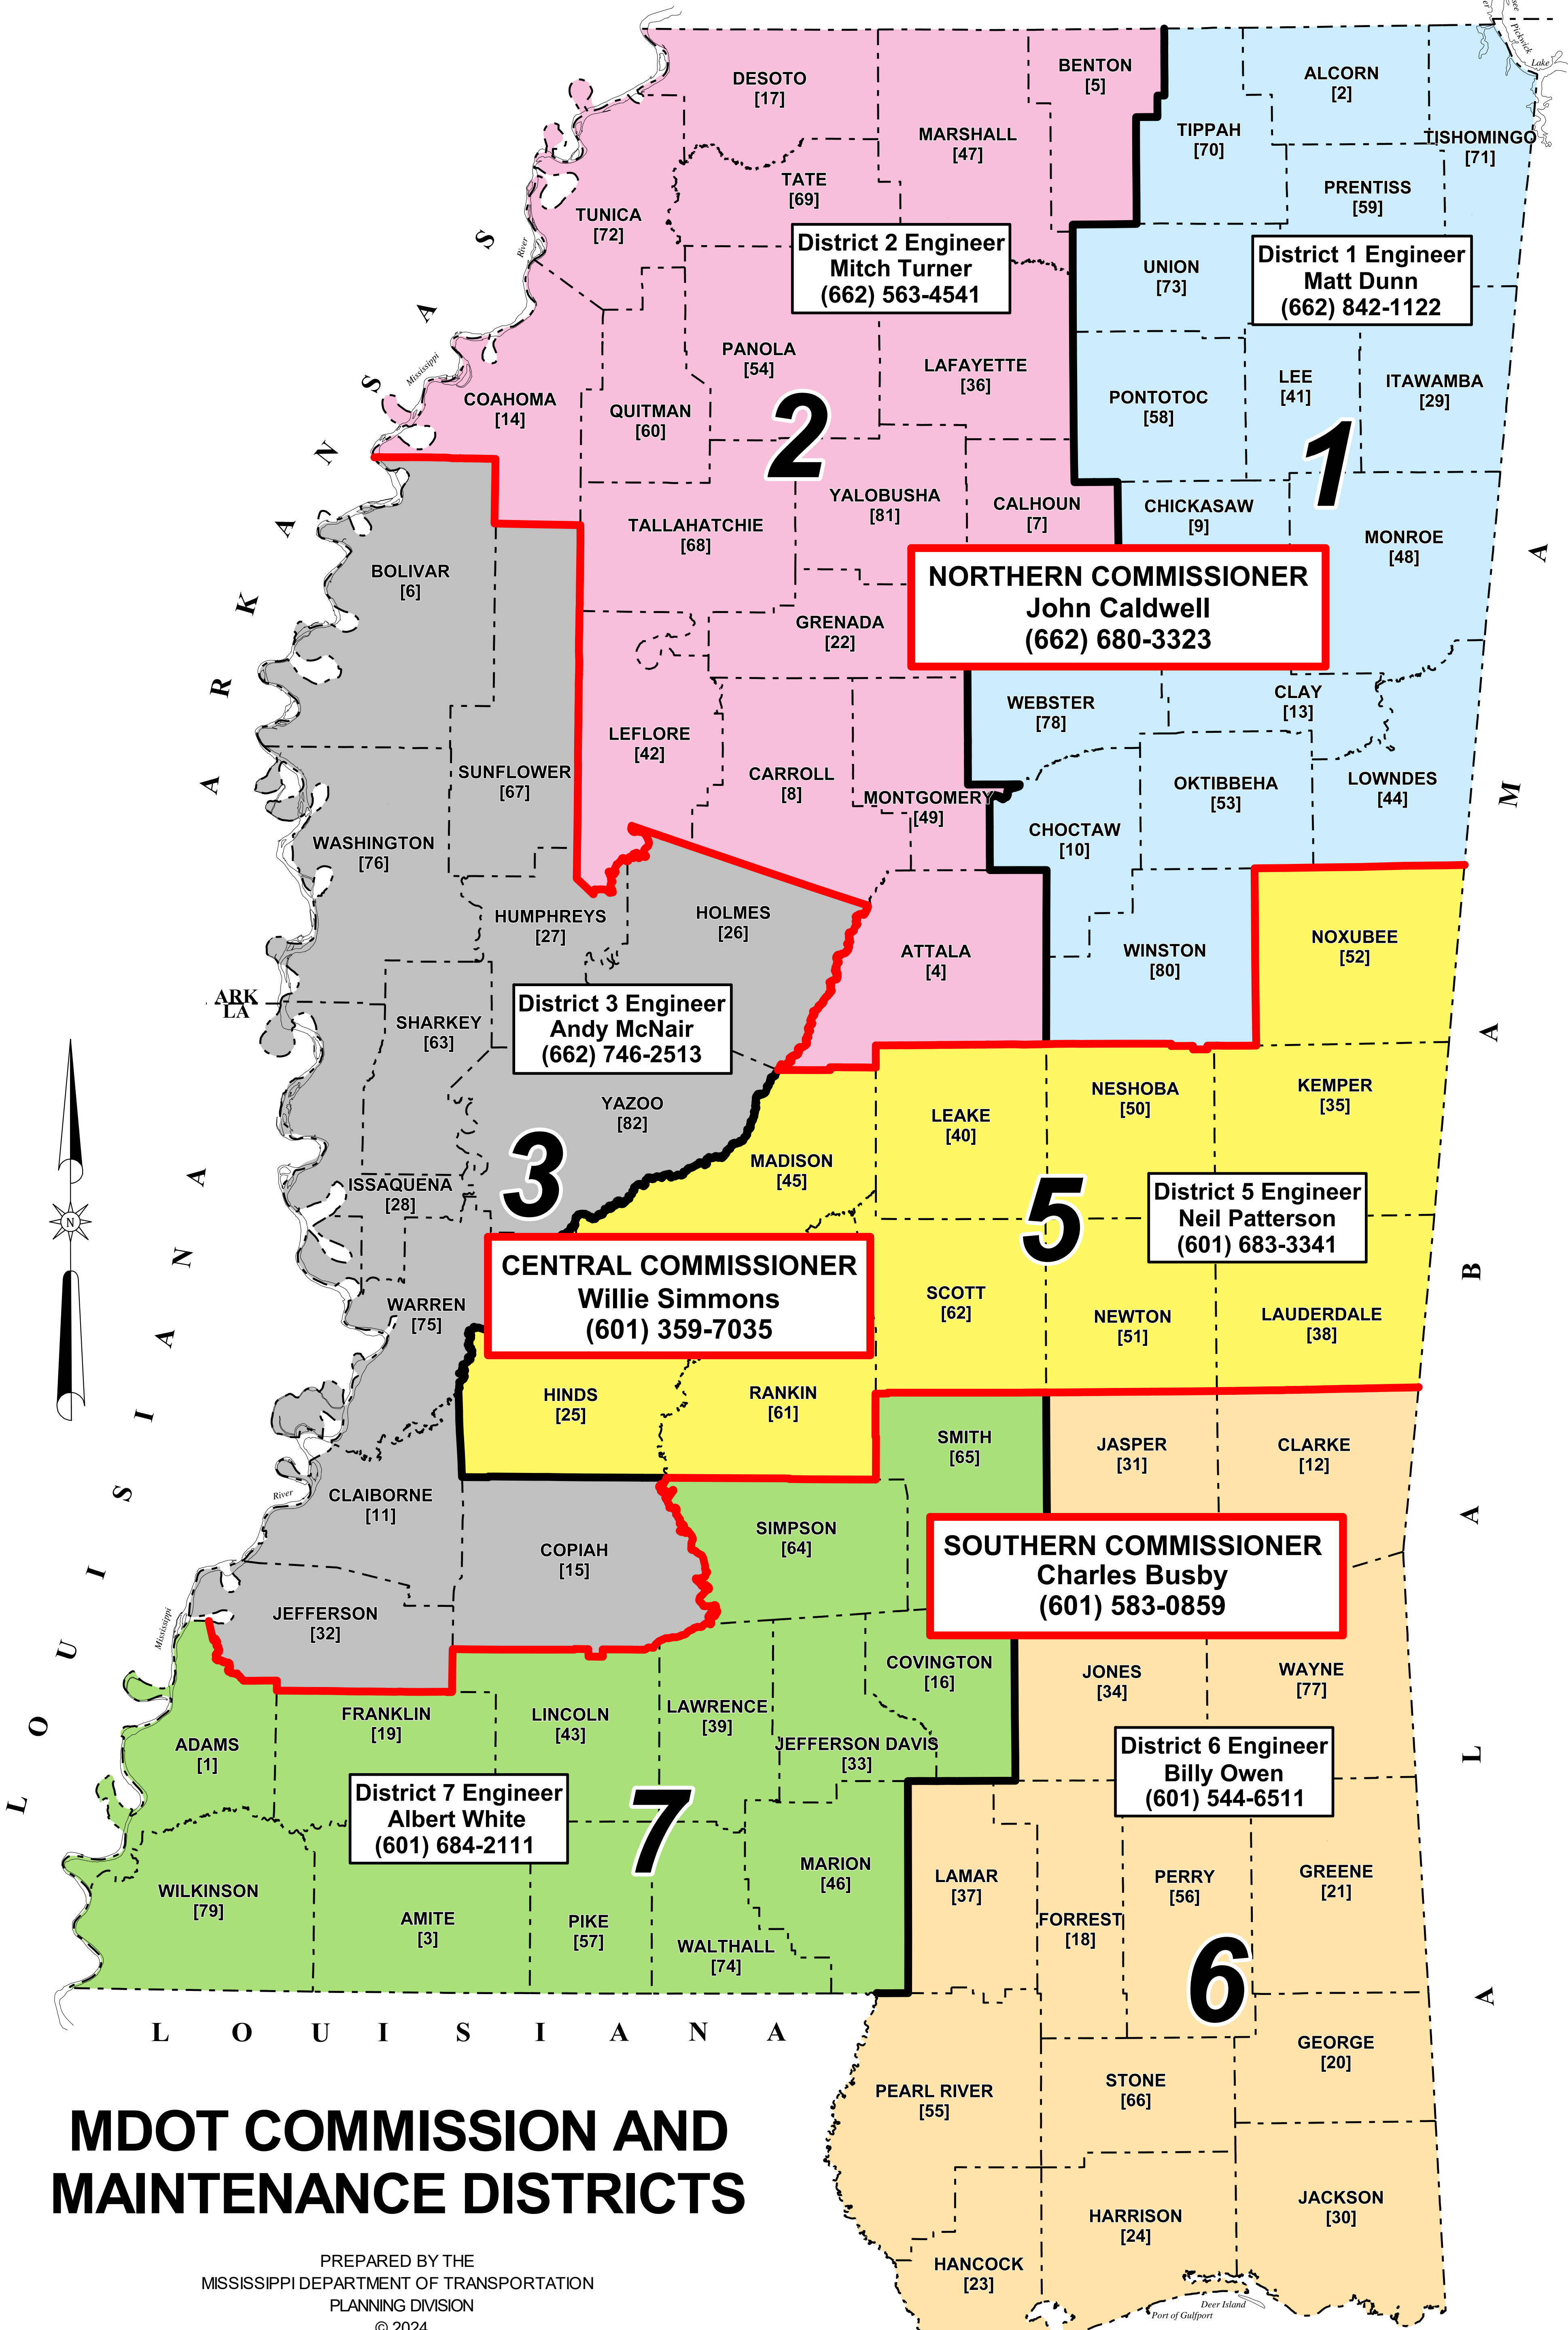 DESOTO
[17]
BENTON
[5]
ALCORN
[2]
MARSHALL
[47]
TIPPAH
[70]
TISHOMINGO
[71]
Pickwick
Lake
TATE
[69]
PRENTISS
[59]
TUNICA
[72]
River
District 2 Engineer
Mitch Turner
(662) 563-4541
UNION
[73]
District 1 Engineer
Matt Dunn
(662) 842-1122
PANOLA
[54]
LAFAYETTE
[36]
Mississippi
COAHOMA
[14]
QUITMAN
[60]
PONTOTOC
[58]
LEE
[41]
ITAWAMBA
[29]
2
1
TALLAHATCHIE
[68]
YALOBUSHA
[81]
CALHOUN
[7]
CHICKASAW
[9]
MONROE
[48]
BOLIVAR
[6]
NORTHERN COMMISSIONER
John Caldwell
(662) 680-3323
GRENADA
[22]
LEFLORE
[42]
WEBSTER
[78]
CLAY
[13]
SUNFLOWER
[67]
CARROLL
[8]
MONTGOMERY
[49]
OKTIBBEHA
[53]
LOWNDES
[44]
WASHINGTON
[76]
CHOCTAW
[10]
HUMPHREYS
[27]
HOLMES
[26]
ATTALA
[4]
WINSTON
[80]
NOXUBEE
[52]
ARKANSAS
ARK
LA
SHARKEY
[63]
District 3 Engineer
Andy McNair
(662) 746-2513
YAZOO
[82]
LEAKE
[40]
NESHOBA
[50]
KEMPER
[35]
3
MADISON
[45]
ISSAQUENA
[28]
5
District 5 Engineer
Neil Patterson
(601) 683-3341
N
CENTRAL COMMISSIONER
Willie Simmons
(601) 359-7035
WARREN
[75]
SCOTT
[62]
NEWTON
[51]
LAUDERDALE
[38]
HINDS
[25]
RANKIN
[61]
SMITH
[65]
JASPER
[31]
CLARKE
[12]
River
CLAIBORNE
[11]
COPIAH
[15]
SIMPSON
[64]
SOUTHERN COMMISSIONER
Charles Busby
(601) 583-0859
Mississippi
JEFFERSON
[32]
LOUISIANA
ALABAMA
COVINGTON
[16]
JONES
[34]
WAYNE
[77]
ADAMS
[1]
FRANKLIN
[19]
LINCOLN
[43]
LAWRENCE
[39]
JEFFERSON DAVIS
[33]
District 7 Engineer
Albert White
(601) 684-2111
7
District 6 Engineer
Billy Owen
(601) 544-6511
WILKINSON
[79]
AMITE
[3]
PIKE
[57]
WALTHALL
[74]
MARION
[46]
LAMAR
[37]
FORREST
[18]
PERRY
[56]
GREENE
[21]
6
LOUISIANA
PEARL RIVER
[55]
STONE
[66]
GEORGE
[20]
HANCOCK
[23]
HARRISON
[24]
JACKSON
[30]
Deer Island
Port of Gulfport
MDOT COMMISSION AND
MAINTENANCE DISTRICTS
PREPARED BY THE
MISSISSIPPI DEPARTMENT OF TRANSPORTATION
PLANNING DIVISION
© 2024